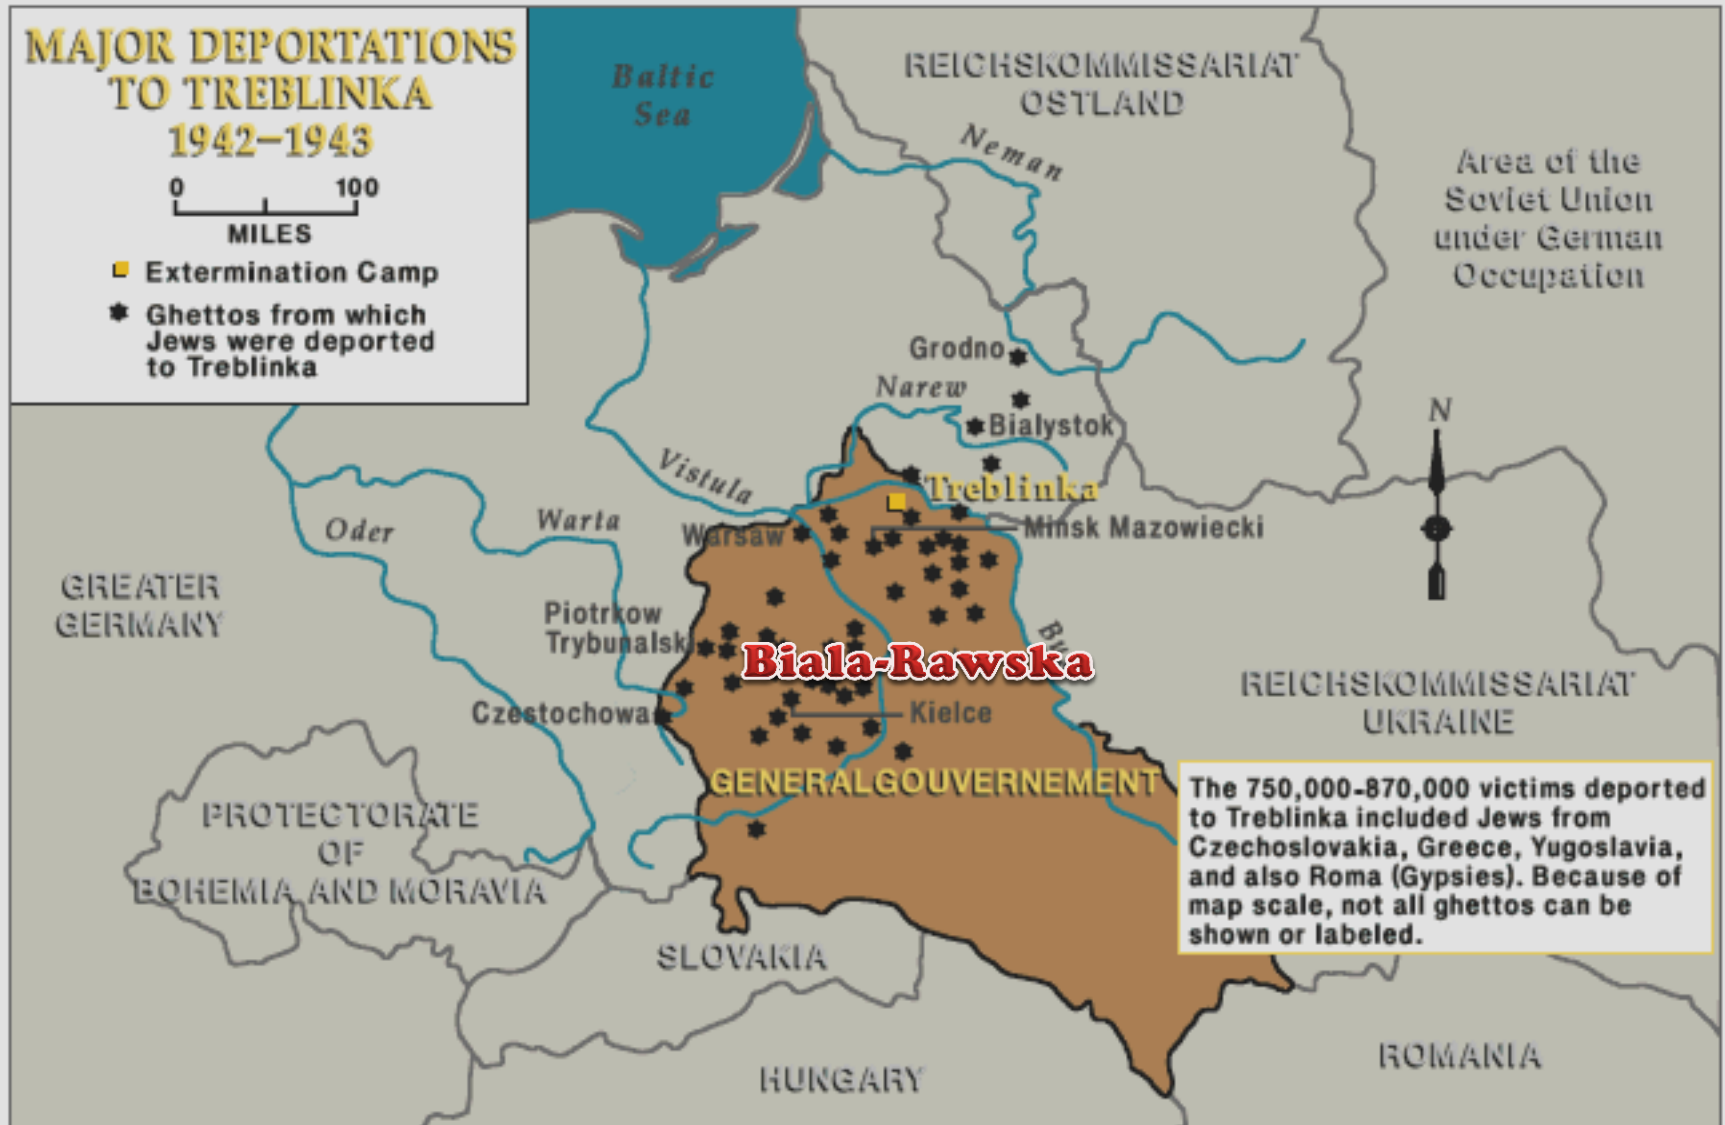 MAJOR DEPORTATIONS
TO TREBLINKA
1942–1943
0 100
MILES
Extermination Camp
Ghettos from which
Jews were deported
to Treblinka
Baltic
Sea
REICHSKOMMISSARIAT
OSTLAND
Neman
Area of the
Soviet Union
under German
Occupation
Grodno
Narew
Bialystok
N
Vistula
Treblinka
Oder
Warta
Warsaw
Minsk Mazowiecki
GREATER
GERMANY
Piotrkow
Trybunalski
Biala-Rawska
REICHSKOMMISSARIAT
UKRAINE
Czestochowa
Kielce
GENERALGOUVERNEMENT
PROTECTORATE
OF
BOHEMIA AND MORAVIA
The 750,000-870,000 victims deported
to Treblinka included Jews from
Czechoslovakia, Greece, Yugoslavia,
and also Roma (Gypsies). Because of
map scale, not all ghettos can be
shown or labeled.
SLOVAKIA
HUNGARY
ROMANIA